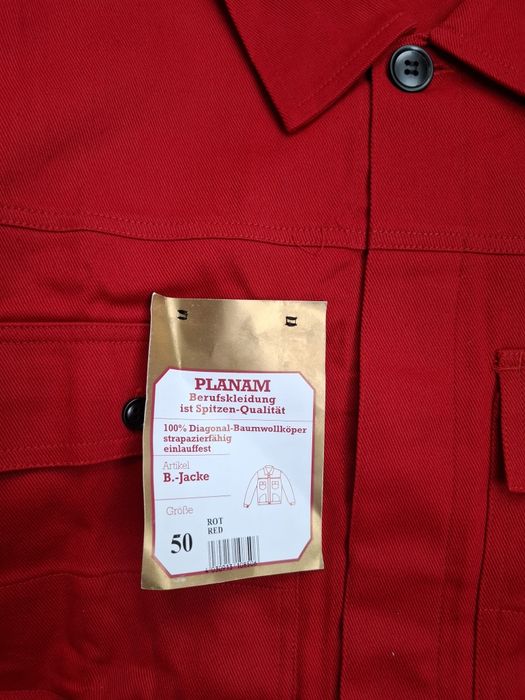 PLANAM
Berufskleidung
ist Spitzen-Qualität
100% Diagonal-Baumwollköper
strapazierfähig
einlauffest
Artikel
B.-Jacke
Größe
ROT
RED
50